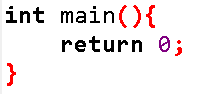 int main(){
    return 0;
}